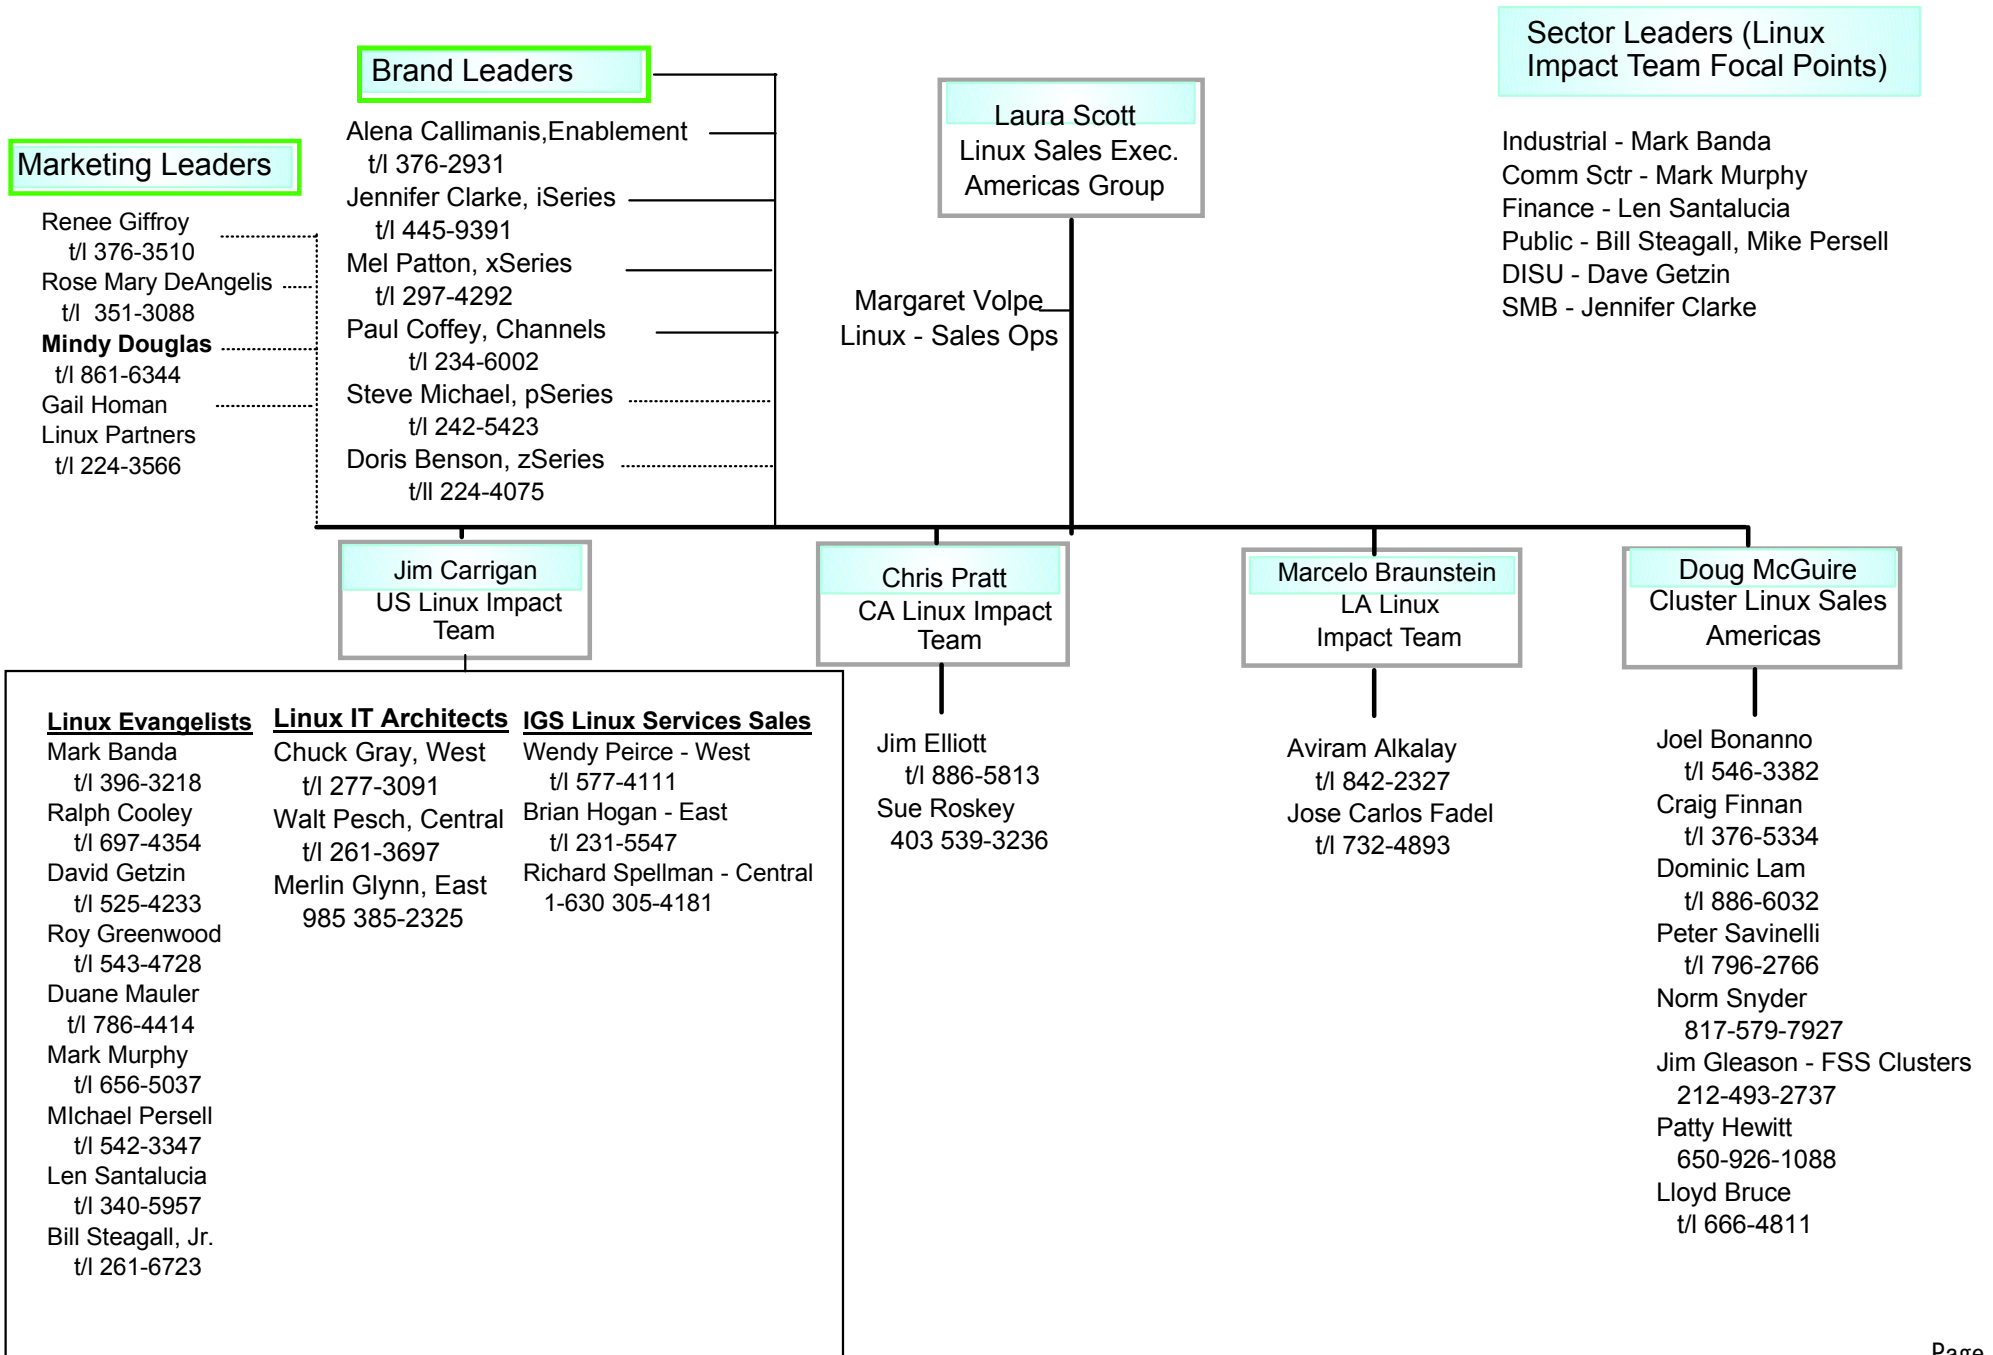 Sector Leaders (Linux
Impact Team Focal Points)
Industrial - Mark Banda
Comm Sctr - Mark Murphy
Finance - Len Santalucia
Public - Bill Steagall, Mike Persell
DISU - Dave Getzin
SMB - Jennifer Clarke
Brand Leaders
Alena Callimanis,Enablement
t/l 376-2931
Jennifer Clarke, iSeries
t/l 445-9391
Mel Patton, xSeries
t/l 297-4292
Paul Coffey, Channels
t/l 234-6002
Steve Michael, pSeries
t/l 242-5423
Doris Benson, zSeries
t/ll 224-4075
Marketing Leaders
Renee Giffroy
t/l 376-3510
Rose Mary DeAngelis
t/l 351-3088
Mindy Douglas
t/l 861-6344
Gail Homan
Linux Partners
t/l 224-3566
Laura Scott
Linux Sales Exec.
Americas Group
Margaret Volpe
Linux - Sales Ops
Jim Carrigan
US Linux Impact
Team
Chris Pratt
CA Linux Impact
Team
Marcelo Braunstein
LA Linux
Impact Team
Doug McGuire
Cluster Linux Sales
Americas
Linux Evangelists
Mark Banda
t/l 396-3218
Ralph Cooley
t/l 697-4354
David Getzin
t/l 525-4233
Roy Greenwood
t/l 543-4728
Duane Mauler
t/l 786-4414
Mark Murphy
t/l 656-5037
MIchael Persell
t/l 542-3347
Len Santalucia
t/l 340-5957
Bill Steagall, Jr.
t/l 261-6723
Linux IT Architects
Chuck Gray, West
t/l 277-3091
Walt Pesch, Central
t/l 261-3697
Merlin Glynn, East
985 385-2325
IGS Linux Services Sales
Wendy Peirce - West
t/l 577-4111
Brian Hogan - East
t/l 231-5547
Richard Spellman - Central
1-630 305-4181
Jim Elliott
t/l 886-5813
Sue Roskey
403 539-3236
Aviram Alkalay
t/l 842-2327
Jose Carlos Fadel
t/l 732-4893
Joel Bonanno
t/l 546-3382
Craig Finnan
t/l 376-5334
Dominic Lam
t/l 886-6032
Peter Savinelli
t/l 796-2766
Norm Snyder
817-579-7927
Jim Gleason - FSS Clusters
212-493-2737
Patty Hewitt
650-926-1088
Lloyd Bruce
t/l 666-4811
Page